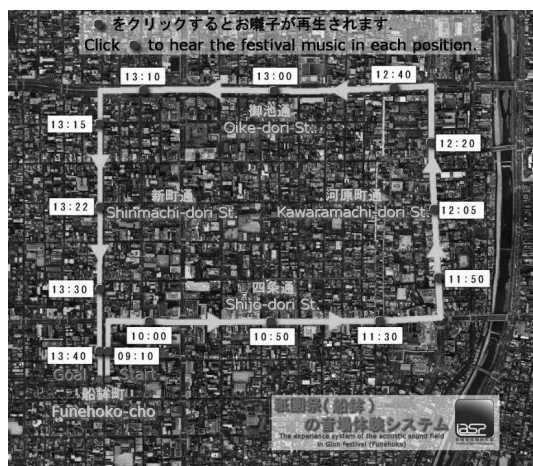 ● をクリックするとお囃子が再生されます.
Click ● to hear the festival music in each position.
13:10
13:00
12:40
御池通
Oike-dori St.
13:15
12:20
新町通
Shinmachi-dori St.
河原町通
Kawaramachi-dori St.
13:22
12:05
13:30
11:50
四条通
Shijo-dori St.
10:00
10:50
11:30
13:40
09:10
Goal
Start
船鉾町
Funehoko-cho
祇園祭(船鉾)
の音場体験システム
The experience system of the acoustic sound field
in Gion festival (Funehoko)
iASP